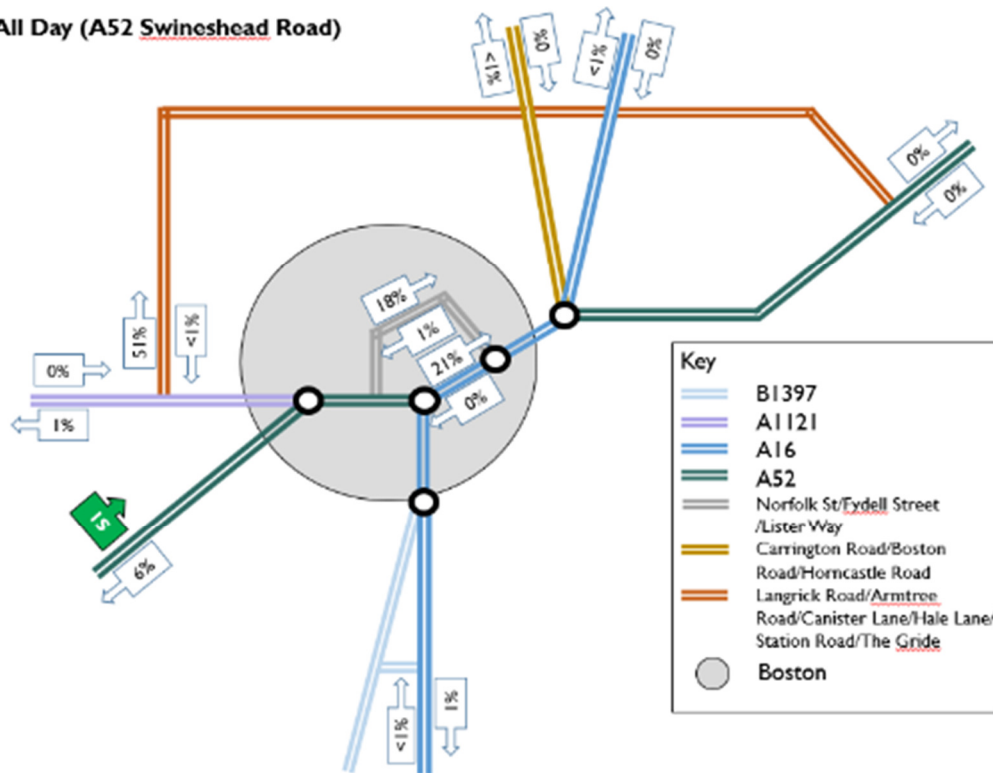 All Day (A52 Swineshead Road)
<1%
0%
<1%
0%
0%
0%
18%
1%
21%
0%
<1%
0%
1%
6%
<1%
1%
Key
B1397
A1121
A16
A52
Norfolk St/Fydell Street
/Lister Way
Carrington Road/Boston
Road/Horncastle Road
Langrick Road/Armtree
Road/Canister Lane/Hale Lane/
Station Road/The Gride
Boston